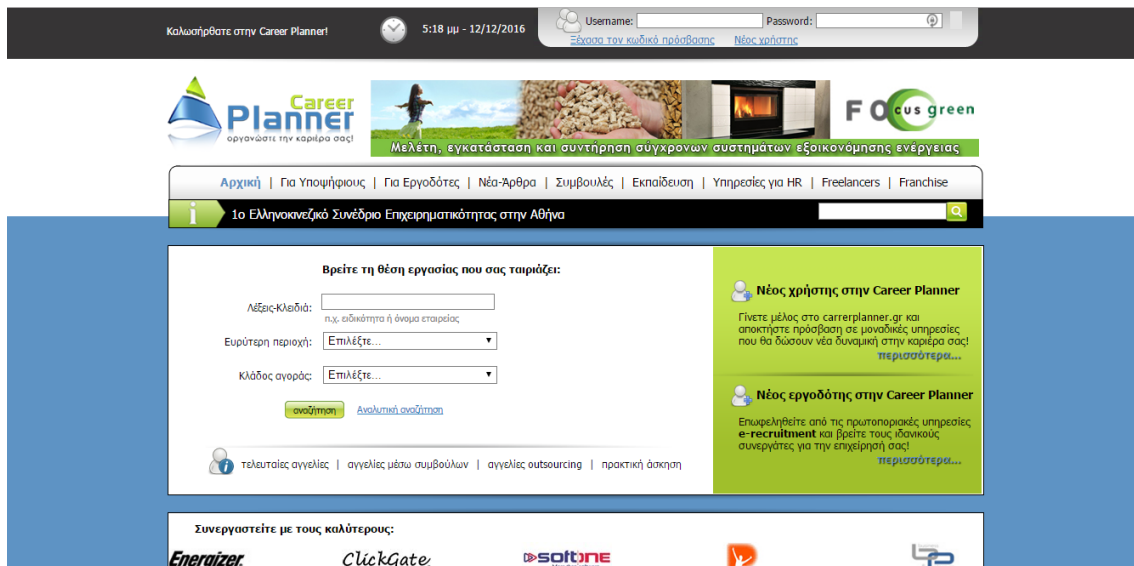 Καλωσήρθατε στην Career Planner!
5:18 μμ - 12/12/2016
Username:
Password:
Ξέχασα τον κωδικό πρόσβασης
Νέος χρήστης
Career
Planner
οργανώστε την καριέρα σας!
FOcus green
Μελέτη, εγκατάσταση και συντήρηση σύγχρονων συστημάτων εξοικονόμησης ενέργειας
Αρχική | Για Υποψήφιους | Για Εργοδότες | Νέα-Άρθρα | Συμβουλές | Εκπαίδευση | Υπηρεσίες για HR | Freelancers | Franchise
i 1ο Ελληνοκινεζικό Συνέδριο Επιχειρηματικότητας στην Αθήνα
Βρείτε τη θέση εργασίας που σας ταιριάζει:
Λέξεις-Κλειδιά:
π.χ. ειδικότητα ή όνομα εταιρείας
Ευρύτερη περιοχή: Επιλέξτε...
Κλάδος αγοράς: Επιλέξτε...
αναζήτηση Αναλυτική αναζήτηση
τελευταίες αγγελίες | αγγελίες μέσω συμβούλων | αγγελίες outsourcing | πρακτική άσκηση
Νέος χρήστης στην Career Planner
Γίνετε μέλος στο carrerplanner.gr και
αποκτήστε πρόσβαση σε μοναδικές υπηρεσίες
που θα δώσουν νέα δυναμική στην καριέρα σας!
περισσότερα...
Νέος εργοδότης στην Career Planner
Επωφεληθείτε από τις πρωτοποριακές υπηρεσίες
e-recruitment και βρείτε τους ιδανικούς
συνεργάτες για την επιχείρησή σας!
περισσότερα...
Συνεργαστείτε με τους καλύτερους:
Energizer.
ClickGate
softone